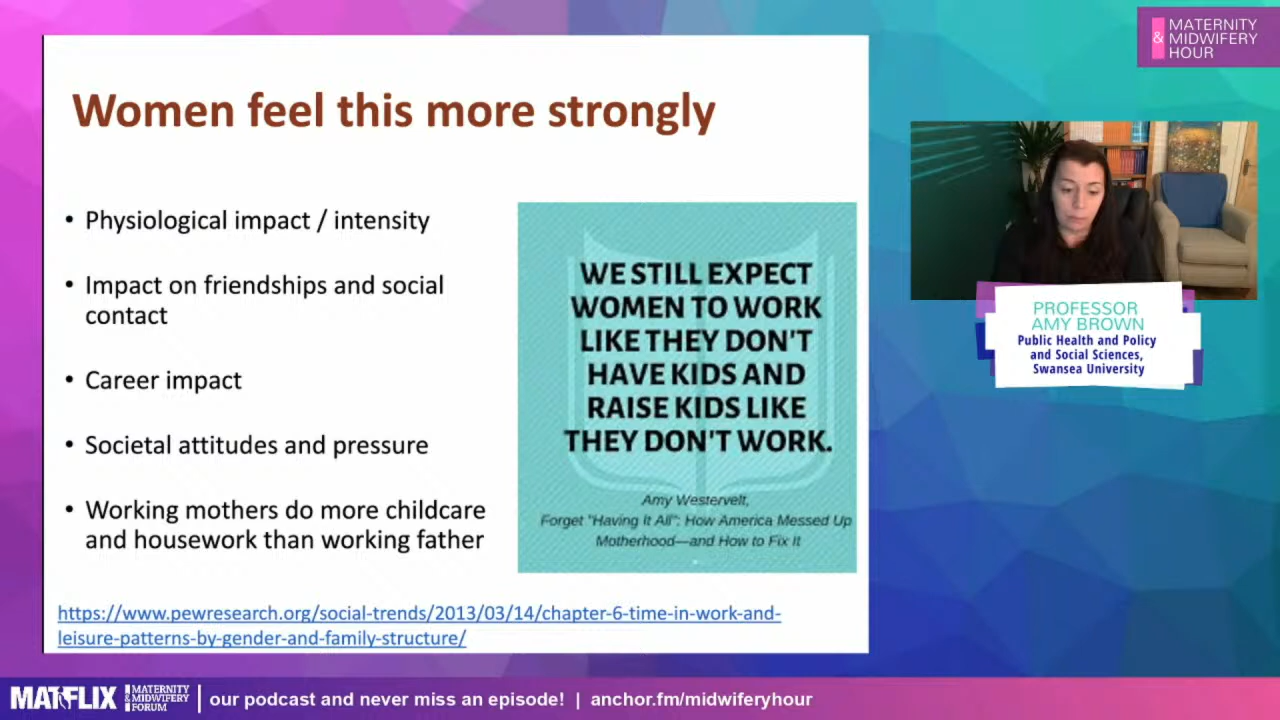 MATERNITY
& MIDWIFERY
HOUR
Women feel this more strongly
• Physiological impact / intensity
• Impact on friendships and social
contact
• Career impact
• Societal attitudes and pressure
• Working mothers do more childcare
and housework than working father
WE STILL EXPECT
WOMEN TO WORK
LIKE THEY DON'T
HAVE KIDS AND
RAISE KIDS LIKE
THEY DON'T WORK.
Amy Westervelt,
Forget "Having It All": How America Messed Up
Motherhood—and How to Fix It
https://www.pewresearch.org/social-trends/2013/03/14/chapter-6-time-in-work-and-
leisure-patterns-by-gender-and-family-structure/
PROFESSOR
AMY BROWN
Public Health and Policy
and Social Sciences,
Swansea University
MATFLIX
MATERNITY
& MIDWIFERY
FORUM
our podcast and never miss an episode! | anchor.fm/midwiferyhour